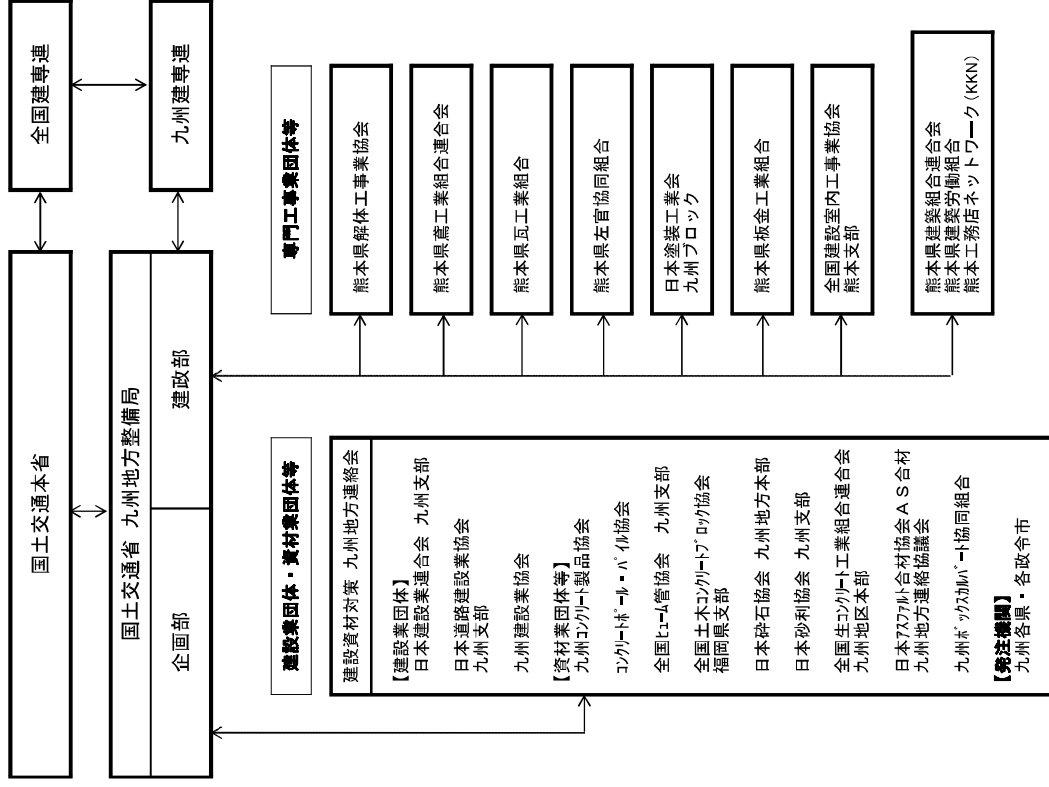 国土交通本省
全国建専連
国土交通省 九州地方整備局
企画部
建政部
九州建専連
建設業団体・資材業団体等
専門工事業団体等
建設資材対策 九州地方連絡会
【建設業団体】
日本建設業連合会 九州支部
日本道路建設業協会
九州支部
九州建設業協会
【資材業団体等】
九州ｺﾝｸﾘｰﾄ製品協会
ｺﾝｸﾘｰﾄﾎﾟｰﾙ・ﾊﾟｲﾙ協会
全国ﾋｭｰﾑ管協会 九州支部
全国土木ｺﾝｸﾘｰﾄﾌﾞﾛｯｸ協会
福岡県支部
日本砕石協会 九州地方本部
日本砂利協会 九州支部
全国生ｺﾝｸﾘｰﾄ工業組合連合会
九州地区本部
日本ｱｽﾌｧﾙﾄ合材協会ＡＳ合材
九州地方連絡協議会
九州ﾎﾞｯｸｽｶﾙﾊﾞｰﾄ協同組合
【発注機関】
九州各県・各政令市
熊本県解体工事業協会
熊本県鳶工業組合連合会
熊本県瓦工業組合
熊本県左官協同組合
日本塗装工業会
九州ブロック
熊本県板金工業組合
全国建設室内工事業協会
熊本支部
熊本県建築組合連合会
熊本県建築労働組合
熊本工務店ネットワーク(KKN)